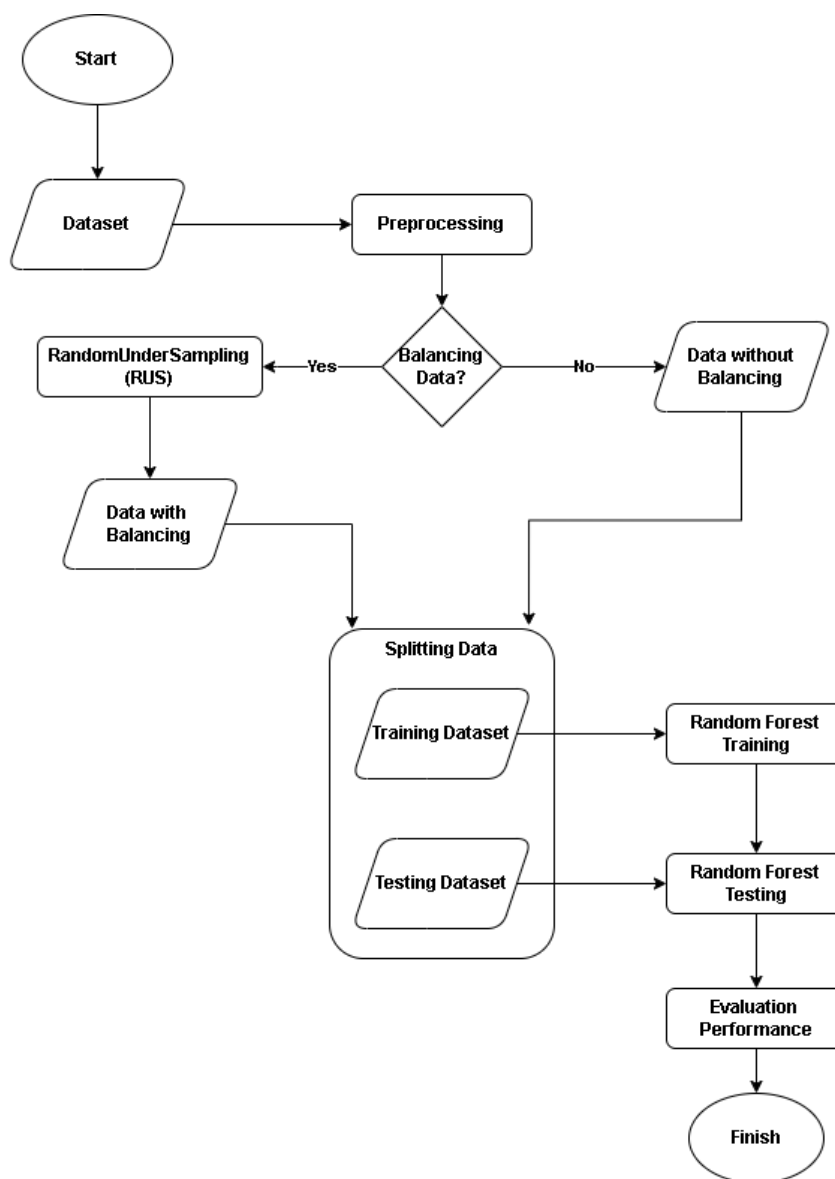 Start
Dataset
Preprocessing
RandomUnderSampling
(RUS)
Yes
Balancing
Data?
No
Data without
Balancing
Data with
Balancing
Splitting Data
Training Dataset
Random Forest
Training
Testing Dataset
Random Forest
Testing
Evaluation
Performance
Finish